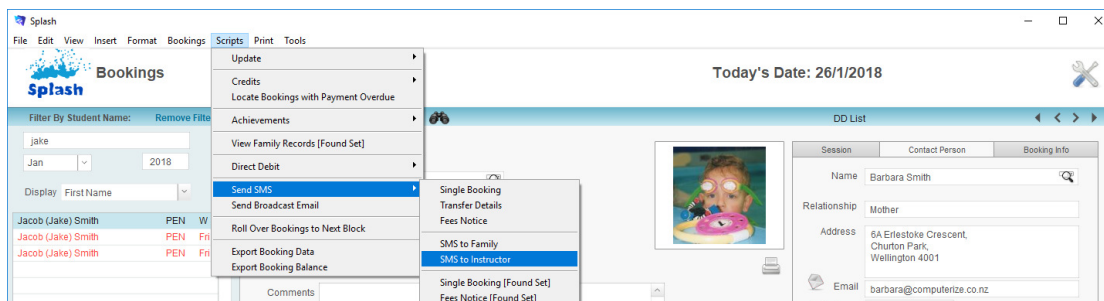 Splash
File Edit View Insert Format Bookings Scripts Print Tools
Splash
Bookings
Today's Date: 26/1/2018
Filter By Student Name:
Remove Filte
DD List
jake
Jan
2018
Display
First Name
Jacob (Jake) Smith PEN W
Jacob (Jake) Smith PEN Fri
Jacob (Jake) Smith PEN Fri
Update
Credits
Locate Bookings with Payment Overdue
Achievements
View Family Records [Found Set]
Direct Debit
Send SMS
Send Broadcast Email
Roll Over Bookings to Next Block
Export Booking Data
Export Booking Balance
Single Booking
Transfer Details
Fees Notice
SMS to Family
SMS to Instructor
Single Booking [Found Set]
Fees Notice [Found Set]
Comments
Session
Contact Person
Booking Info
Name Barbara Smith
Relationship Mother
Address 6A Erlestoke Crescent,
Churton Park,
Wellington 4001
Email barbara@computerize.co.nz